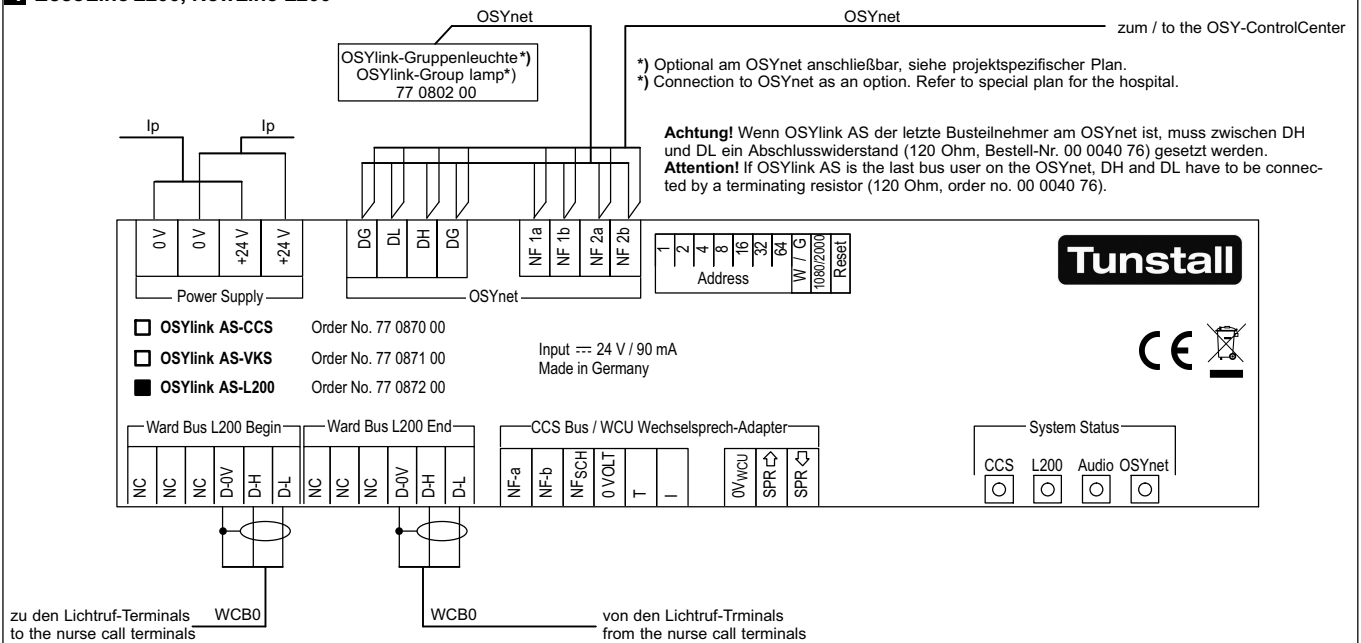 OSYnet
OSYnet
zum / to the OSY-ControlCenter
OSYlink-Gruppenleuchte*)
OSYlink-Group lamp*)
77 0802 00
*) Optional am OSYnet anschließbar, siehe projektspezifischer Plan.
*) Connection to OSYnet as an option. Refer to special plan for the hospital.
Achtung! Wenn OSYlink AS der letzte Busteilnehmer am OSYnet ist, muss zwischen DH
und DL ein Abschlusswiderstand (120 Ohm, Bestell-Nr. 00 0040 76) gesetzt werden.
Attention! If OSYlink AS is the last bus user on the OSYnet, DH and DL have to be connec-
ted by a terminating resistor (120 Ohm, order no. 00 0040 76).
Ip
Ip
0 V
0 V
+24 V
+24 V
Power Supply
DG
DL
DH
DG
NF 1a
NF 1b
NF 2a
NF 2b
OSYnet
1
2
4
8
16
32
64
Address
W / G
1080/2000
Reset
Tunstall
OSYlink AS-CCS Order No. 77 0870 00
OSYlink AS-VKS Order No. 77 0871 00
OSYlink AS-L200 Order No. 77 0872 00
Input ⎓ 24 V / 90 mA
Made in Germany
CE
Ward Bus L200 Begin
NC
NC
NC
D-0V
D-H
D-L
Ward Bus L200 End
NC
NC
NC
D-0V
D-H
D-L
CCS Bus / WCU Wechselsprech-Adapter
NF-a
NF-b
NFSCH
0 VOLT
T
I
0VWCU
SPR
SPR
System Status
CCS L200 Audio OSYnet
zu den Lichtruf-Terminals
to the nurse call terminals
WCB0
WCB0
von den Lichtruf-Trminals
from the nurse call terminals